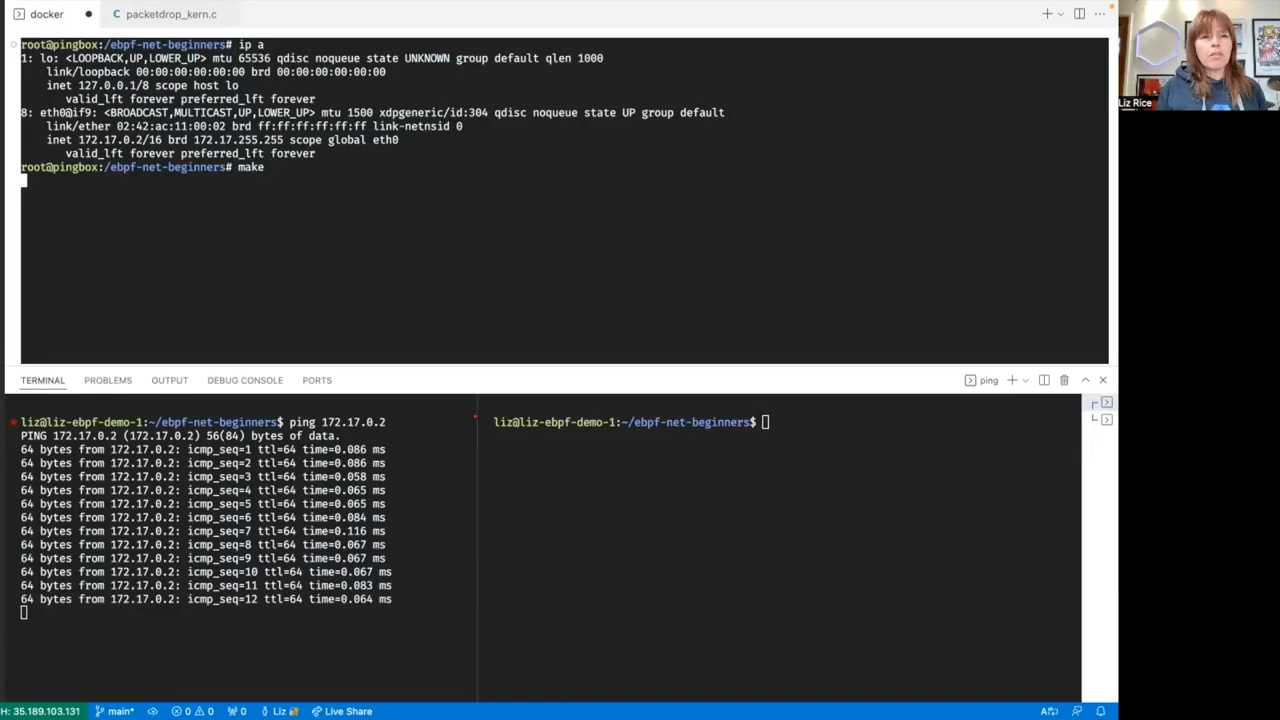 docker
packetdrop_kern.c
root@pingbox:/ebpf-net-beginners# ip a
1: lo: <LOOPBACK,UP,LOWER_UP> mtu 65536 qdisc noqueue state UNKNOWN group default qlen 1000
link/loopback 00:00:00:00:00:00 brd 00:00:00:00:00:00
inet 127.0.0.1/8 scope host lo
valid_lft forever preferred_lft forever
8: eth0@if9: <BROADCAST,MULTICAST,UP,LOWER_UP> mtu 1500 xdpgeneric/id:304 qdisc noqueue state UP group default
link/ether 02:42:ac:11:00:02 brd ff:ff:ff:ff:ff:ff link-netnsid 0
inet 172.17.0.2/16 brd 172.17.255.255 scope global eth0
valid_lft forever preferred_lft forever
root@pingbox:/ebpf-net-beginners# make
Liz Rice
TERMINAL PROBLEMS OUTPUT DEBUG CONSOLE PORTS
ping
liz@liz-ebpf-demo-1:~/ebpf-net-beginners$ ping 172.17.0.2
PING 172.17.0.2 (172.17.0.2) 56(84) bytes of data.
64 bytes from 172.17.0.2: icmp_seq=1 ttl=64 time=0.086 ms
64 bytes from 172.17.0.2: icmp_seq=2 ttl=64 time=0.086 ms
64 bytes from 172.17.0.2: icmp_seq=3 ttl=64 time=0.058 ms
64 bytes from 172.17.0.2: icmp_seq=4 ttl=64 time=0.065 ms
64 bytes from 172.17.0.2: icmp_seq=5 ttl=64 time=0.065 ms
64 bytes from 172.17.0.2: icmp_seq=6 ttl=64 time=0.084 ms
64 bytes from 172.17.0.2: icmp_seq=7 ttl=64 time=0.116 ms
64 bytes from 172.17.0.2: icmp_seq=8 ttl=64 time=0.067 ms
64 bytes from 172.17.0.2: icmp_seq=9 ttl=64 time=0.067 ms
64 bytes from 172.17.0.2: icmp_seq=10 ttl=64 time=0.067 ms
64 bytes from 172.17.0.2: icmp_seq=11 ttl=64 time=0.083 ms
64 bytes from 172.17.0.2: icmp_seq=12 ttl=64 time=0.064 ms
liz@liz-ebpf-demo-1:~/ebpf-net-beginners$
H: 35.189.103.131 main* 0 0 0 Liz Live Share